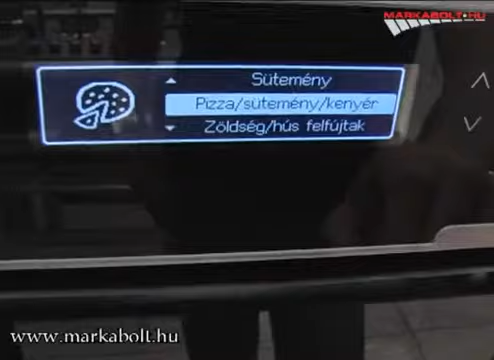 MARKABOLT.HU
Sütemény
Pizza/sütemény/kenyér
Zöldség/hús felfújtak
www.markabolt.hu